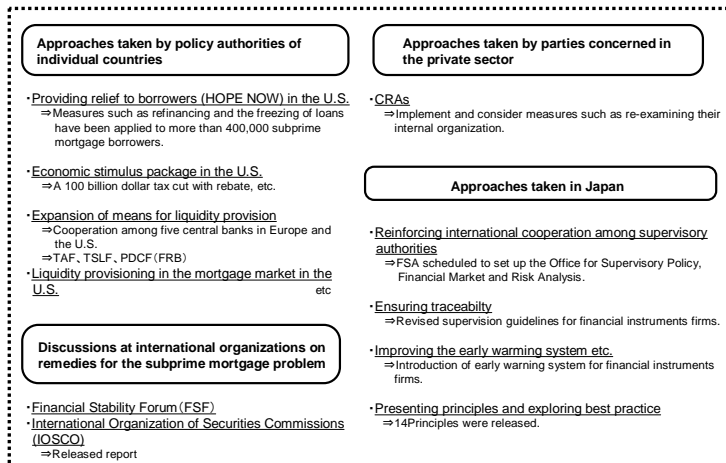 Approaches taken by policy authorities of
individual countries
・Providing relief to borrowers (HOPE NOW) in the U.S.
⇒Measures such as refinancing and the freezing of loans
have been applied to more than 400,000 subprime
mortgage borrowers.
・Economic stimulus package in the U.S.
⇒A 100 billion dollar tax cut with rebate, etc.
・Expansion of means for liquidity provision
⇒Cooperation among five central banks in Europe and
the U.S.
⇒TAF、TSLF、PDCF(FRB)
・Liquidity provisioning in the mortgage market in the
U.S. etc
Discussions at international organizations on
remedies for the subprime mortgage problem
・Financial Stability Forum(FSF)
・International Organization of Securities Commissions
(IOSCO)
⇒Released report
Approaches taken by parties concerned in
the private sector
・CRAs
⇒Implement and consider measures such as re-examining their
internal organization.
Approaches taken in Japan
・Reinforcing international cooperation among supervisory
authorities
⇒FSA scheduled to set up the Office for Supervisory Policy,
Financial Market and Risk Analysis.
・Ensuring traceabilty
⇒Revised supervision guidelines for financial instruments firms.
・Improving the early warming system etc.
⇒Introduction of early warning system for financial instruments
firms.
・Presenting principles and exploring best practice
⇒14Principles were released.